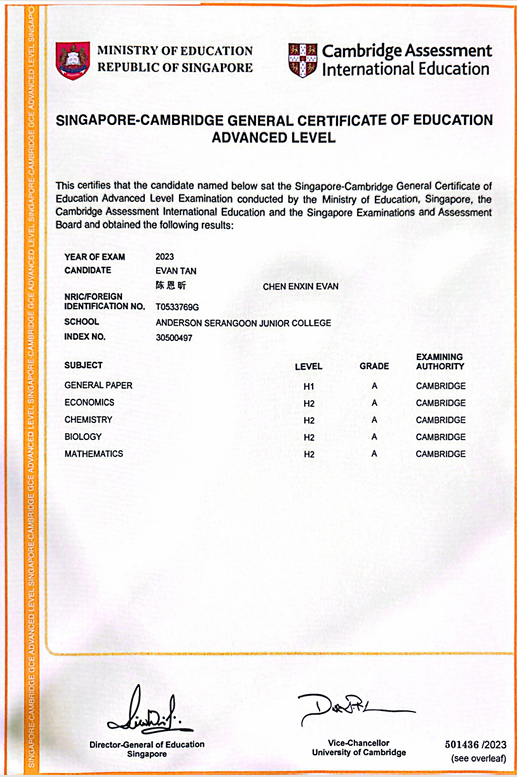 MINISTRY OF EDUCATION
REPUBLIC OF SINGAPORE
Cambridge Assessment
International Education
SINGAPORE-CAMBRIDGE GENERAL CERTIFICATE OF EDUCATION
ADVANCED LEVEL
This certifies that the candidate named below sat the Singapore-Cambridge General Certificate of
Education Advanced Level Examination conducted by the Ministry of Education, Singapore, the
Cambridge Assessment International Education and the Singapore Examinations and Assessment
Board and obtained the following results:
YEAR OF EXAM 2023
CANDIDATE EVAN TAN
陈恩昕 CHEN ENXIN EVAN
NRIC/FOREIGN
IDENTIFICATION NO. T0533769G
SCHOOL ANDERSON SERANGOON JUNIOR COLLEGE
INDEX NO. 30500497
SUBJECT LEVEL GRADE EXAMINING AUTHORITY
GENERAL PAPER H1 A CAMBRIDGE
ECONOMICS H2 A CAMBRIDGE
CHEMISTRY H2 A CAMBRIDGE
BIOLOGY H2 A CAMBRIDGE
MATHEMATICS H2 A CAMBRIDGE
Director-General of Education
Singapore
Vice-Chancellor
University of Cambridge
501436 /2023
(see overleaf)
SINGAPORE-CAMBRIDGE GCE ADVANCED LEVEL SINGAPORE-CAMBRIDGE GCE ADVANCED LEVEL SINGAPORE-CAMBRIDGE GCE ADVANCED LEVEL SINGAPORE-CAMBRIDGE GCE ADVANCED LEVEL SINGAPO